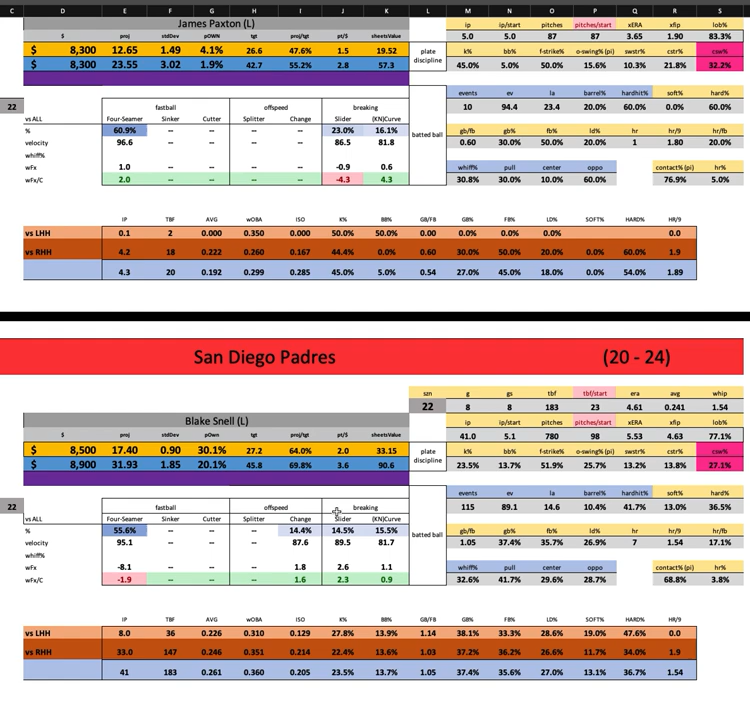 C D E F G H I J K L M N O P Q R S
James Paxton (L) ip ip/start pitches pitches/start xERA xfip lob%
$ proj stdDev pOWN tgt proj/tgt pt/$ sheetsValue 5.0 5.0 87 87 3.65 1.90 83.3%
$ 8,300 12.65 1.49 4.1% 26.6 47.6% 1.5 19.52 plate discipline k% bb% f-strike% o-swing% (pi) swstr% cstr% csw%
$ 8,300 23.55 3.02 1.9% 42.7 55.2% 2.8 57.3 45.0% 5.0% 50.0% 15.6% 10.3% 21.8% 32.2%
events ev la barrel% hardhit% soft% hard%
22 fastball offspeed breaking 10 94.4 23.4 20.0% 60.0% 0.0% 60.0%
vs ALL Four-Seamer Sinker Cutter Splitter Change Slider (KN)Curve
% 60.9% -- -- -- -- 23.0% 16.1% batted ball gb/fb gb% fb% ld% hr hr/9 hr/fb
velocity 96.6 -- -- -- -- 86.5 81.8 0.60 30.0% 50.0% 20.0% 1 1.80 20.0%
whiff%
wFx 1.0 -- -- -- -- -0.9 0.6 whiff% pull center oppo contact% (pi) hr%
wFx/C 2.0 -- -- -- -- -4.3 4.3 30.8% 30.0% 10.0% 60.0% 76.9% 5.0%
IP TBF AVG wOBA ISO K% BB% GB/FB GB% FB% LD% SOFT% HARD% HR/9
vs LHH 0.1 2 0.000 0.350 0.000 50.0% 50.0% 0.00 0.0% 0.0% 0.0% 0.0
vs RHH 4.2 18 0.222 0.260 0.167 44.4% 0.0% 0.60 30.0% 50.0% 20.0% 0.0% 60.0% 1.9
4.3 20 0.192 0.299 0.285 45.0% 5.0% 0.54 27.0% 45.0% 18.0% 0.0% 54.0% 1.89
San Diego Padres (20 - 24)
szn g gs tbf tbf/start era avg whip
22 8 8 183 23 4.61 0.241 1.54
Blake Snell (L) ip ip/start pitches pitches/start xERA xfip lob%
$ proj stdDev pOwn tgt proj/tgt pt/$ sheetsValue 41.0 5.1 780 98 5.53 4.63 77.1%
$ 8,500 17.40 0.90 30.1% 27.2 64.0% 2.0 33.15 plate discipline k% bb% f-strike% o-swing% (pi) swstr% cstr% csw%
$ 8,900 31.93 1.85 20.1% 45.8 69.8% 3.6 90.6 23.5% 13.7% 51.9% 25.7% 13.2% 13.8% 27.1%
events ev la barrel% hardhit% soft% hard%
22 fastball offspeed breaking 115 89.1 14.6 10.4% 41.7% 13.0% 36.5%
vs ALL Four-Seamer Sinker Cutter Splitter Change Slider (KN)Curve
% 55.6% -- -- -- 14.4% 14.5% 15.5% batted ball gb/fb gb% fb% ld% hr hr/9 hr/fb
velocity 95.1 -- -- -- 87.6 89.5 81.7 1.05 37.4% 35.7% 26.9% 7 1.54 17.1%
whiff%
wFx -8.1 -- -- -- 1.8 2.6 1.1 whiff% pull center oppo contact% (pi) hr%
wFx/C -1.9 -- -- -- 1.6 2.3 0.9 32.6% 41.7% 29.6% 28.7% 68.8% 3.8%
IP TBF AVG wOBA ISO K% BB% GB/FB GB% FB% LD% SOFT% HARD% HR/9
vs LHH 8.0 36 0.226 0.310 0.129 27.8% 13.9% 1.14 38.1% 33.3% 28.6% 19.0% 47.6% 0.0
vs RHH 33.0 147 0.246 0.351 0.214 22.4% 13.6% 1.03 37.2% 36.2% 26.6% 11.7% 34.0% 1.9
41 183 0.261 0.360 0.205 23.5% 13.7% 1.05 37.4% 35.6% 27.0% 13.1% 36.7% 1.54